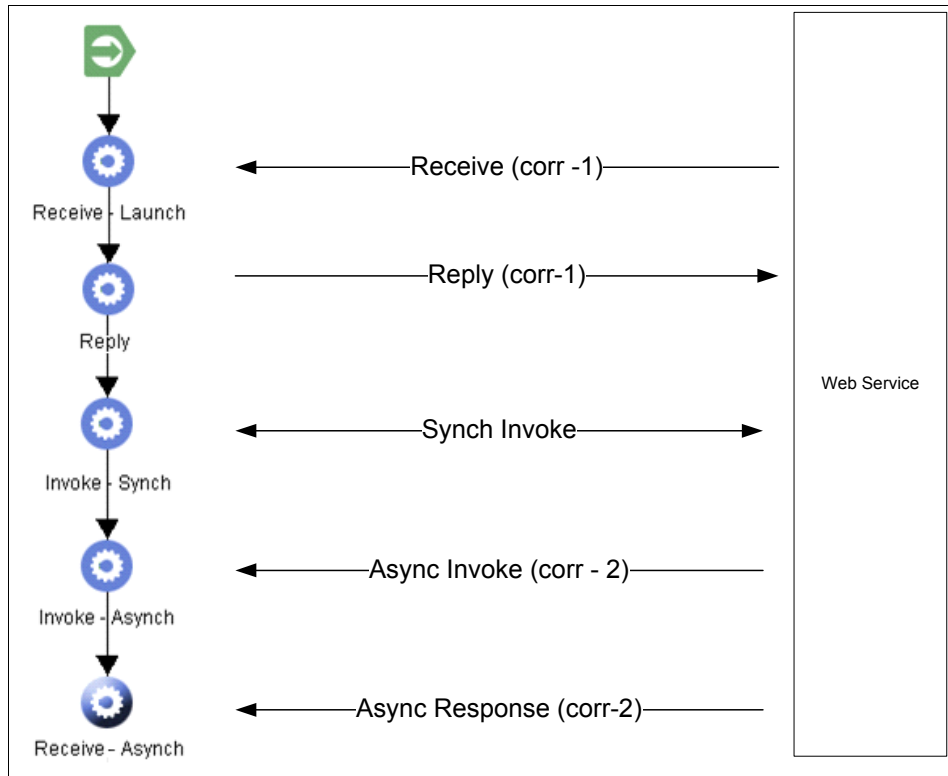 Receive (corr -1)
Receive - Launch
Reply (corr-1)
Reply
Web Service
Synch Invoke
Invoke - Synch
Async Invoke (corr - 2)
Invoke - Asynch
Async Response (corr-2)
Receive - Asynch